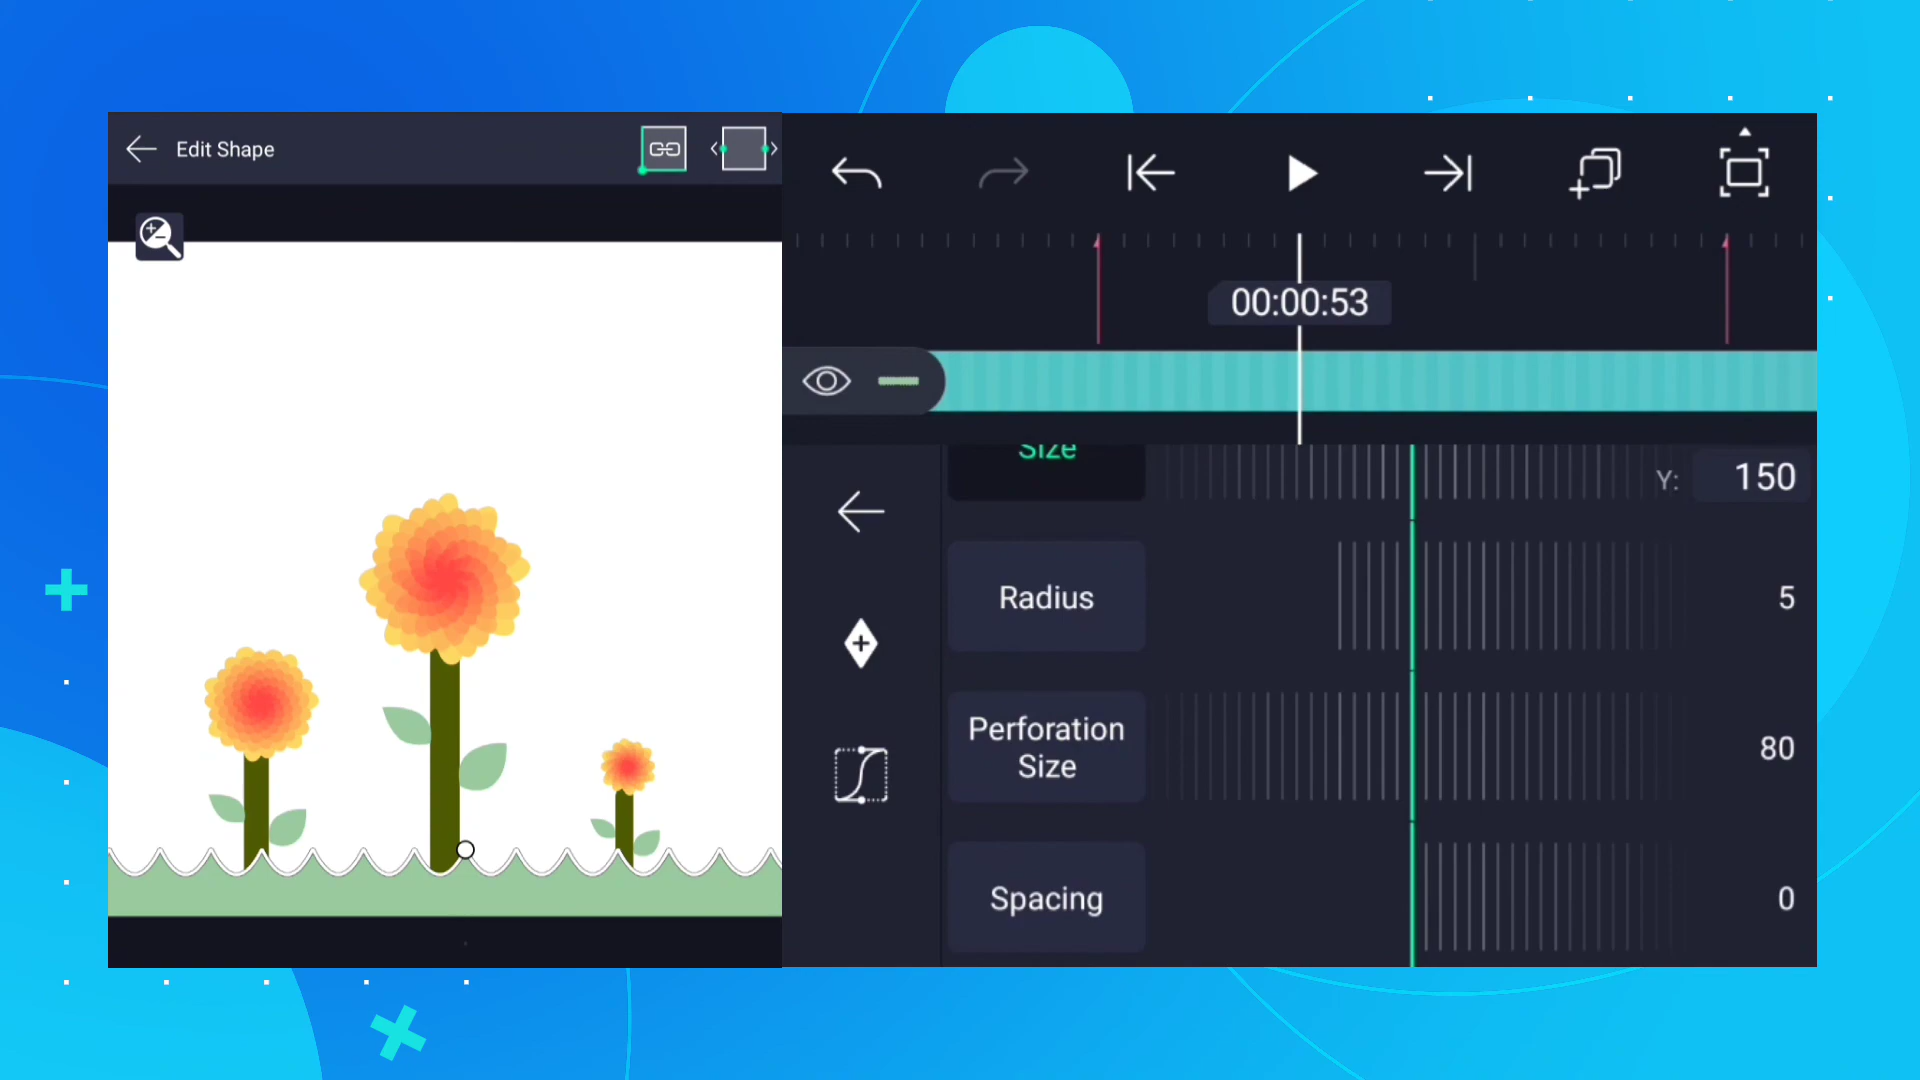 Edit Shape
00:00:53
Size
Y: 150
Radius
5
Perforation
Size
80
Spacing
0